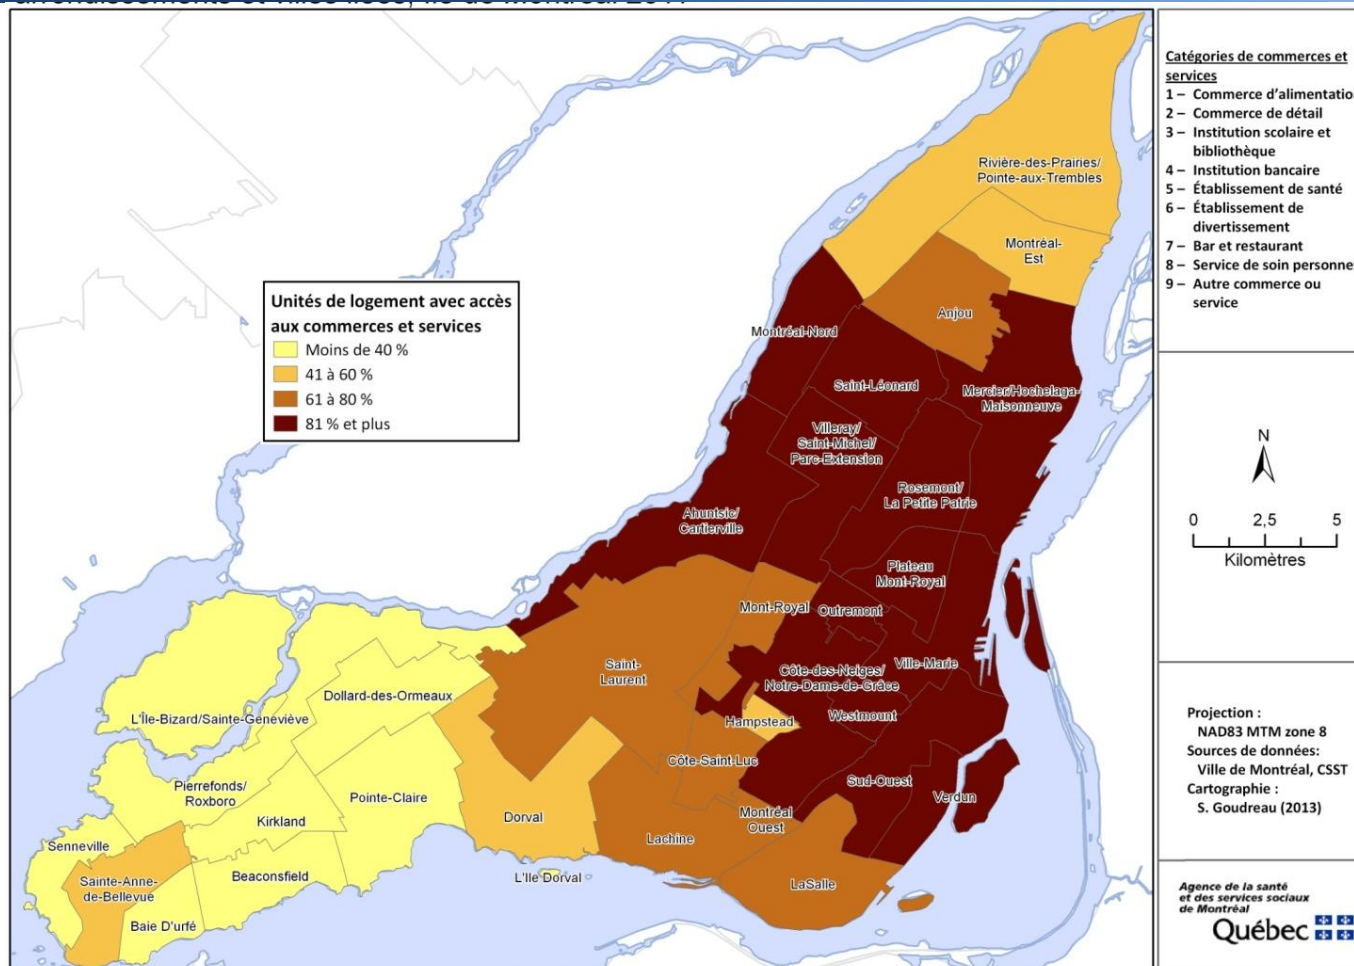 arrondissements et villes liées, île de Montréal 2011
Rivière-des-Prairies/
Pointe-aux-Trembles
Montréal-
Est
Anjou
Unités de logement avec accès
aux commerces et services
Moins de 40 %
41 à 60 %
61 à 80 %
81 % et plus
Montréal-Nord
Saint-Léonard
Mercier/Hochelaga-
Maisonneuve
Villeray/
Saint-Michel/
Parc-Extension
Rosemont/
La Petite Patrie
Ahuntsic/
Cartierville
Plateau
Mont-Royal
Mont-Royal
Outremont
Saint-
Laurent
Côte-des-Neiges/
Notre-Dame-de-Grâce
Ville-Marie
Dollard-des-Ormeaux
L'Île-Bizard/Sainte-Geneviève
Hampstead
Westmount
Côte-Saint-Luc
Sud-Ouest
Pierrefonds/
Roxboro
Pointe-Claire
Verdun
Kirkland
Dorval
Montréal
Ouest
Lachine
Senneville
Sainte-Anne-
de-Bellevue
Beaconsfield
L'Ile Dorval
LaSalle
Baie D'urfé
Catégories de commerces et
services
1 – Commerce d'alimentatio
2 – Commerce de détail
3 – Institution scolaire et
bibliothèque
4 – Institution bancaire
5 – Établissement de santé
6 – Établissement de
divertissement
7 – Bar et restaurant
8 – Service de soin personne
9 – Autre commerce ou
service
N
0 2,5 5
Kilomètres
Projection :
NAD83 MTM zone 8
Sources de données:
Ville de Montréal, CSST
Cartographie :
S. Goudreau (2013)
Agence de la santé
et des services sociaux
de Montréal
Québec